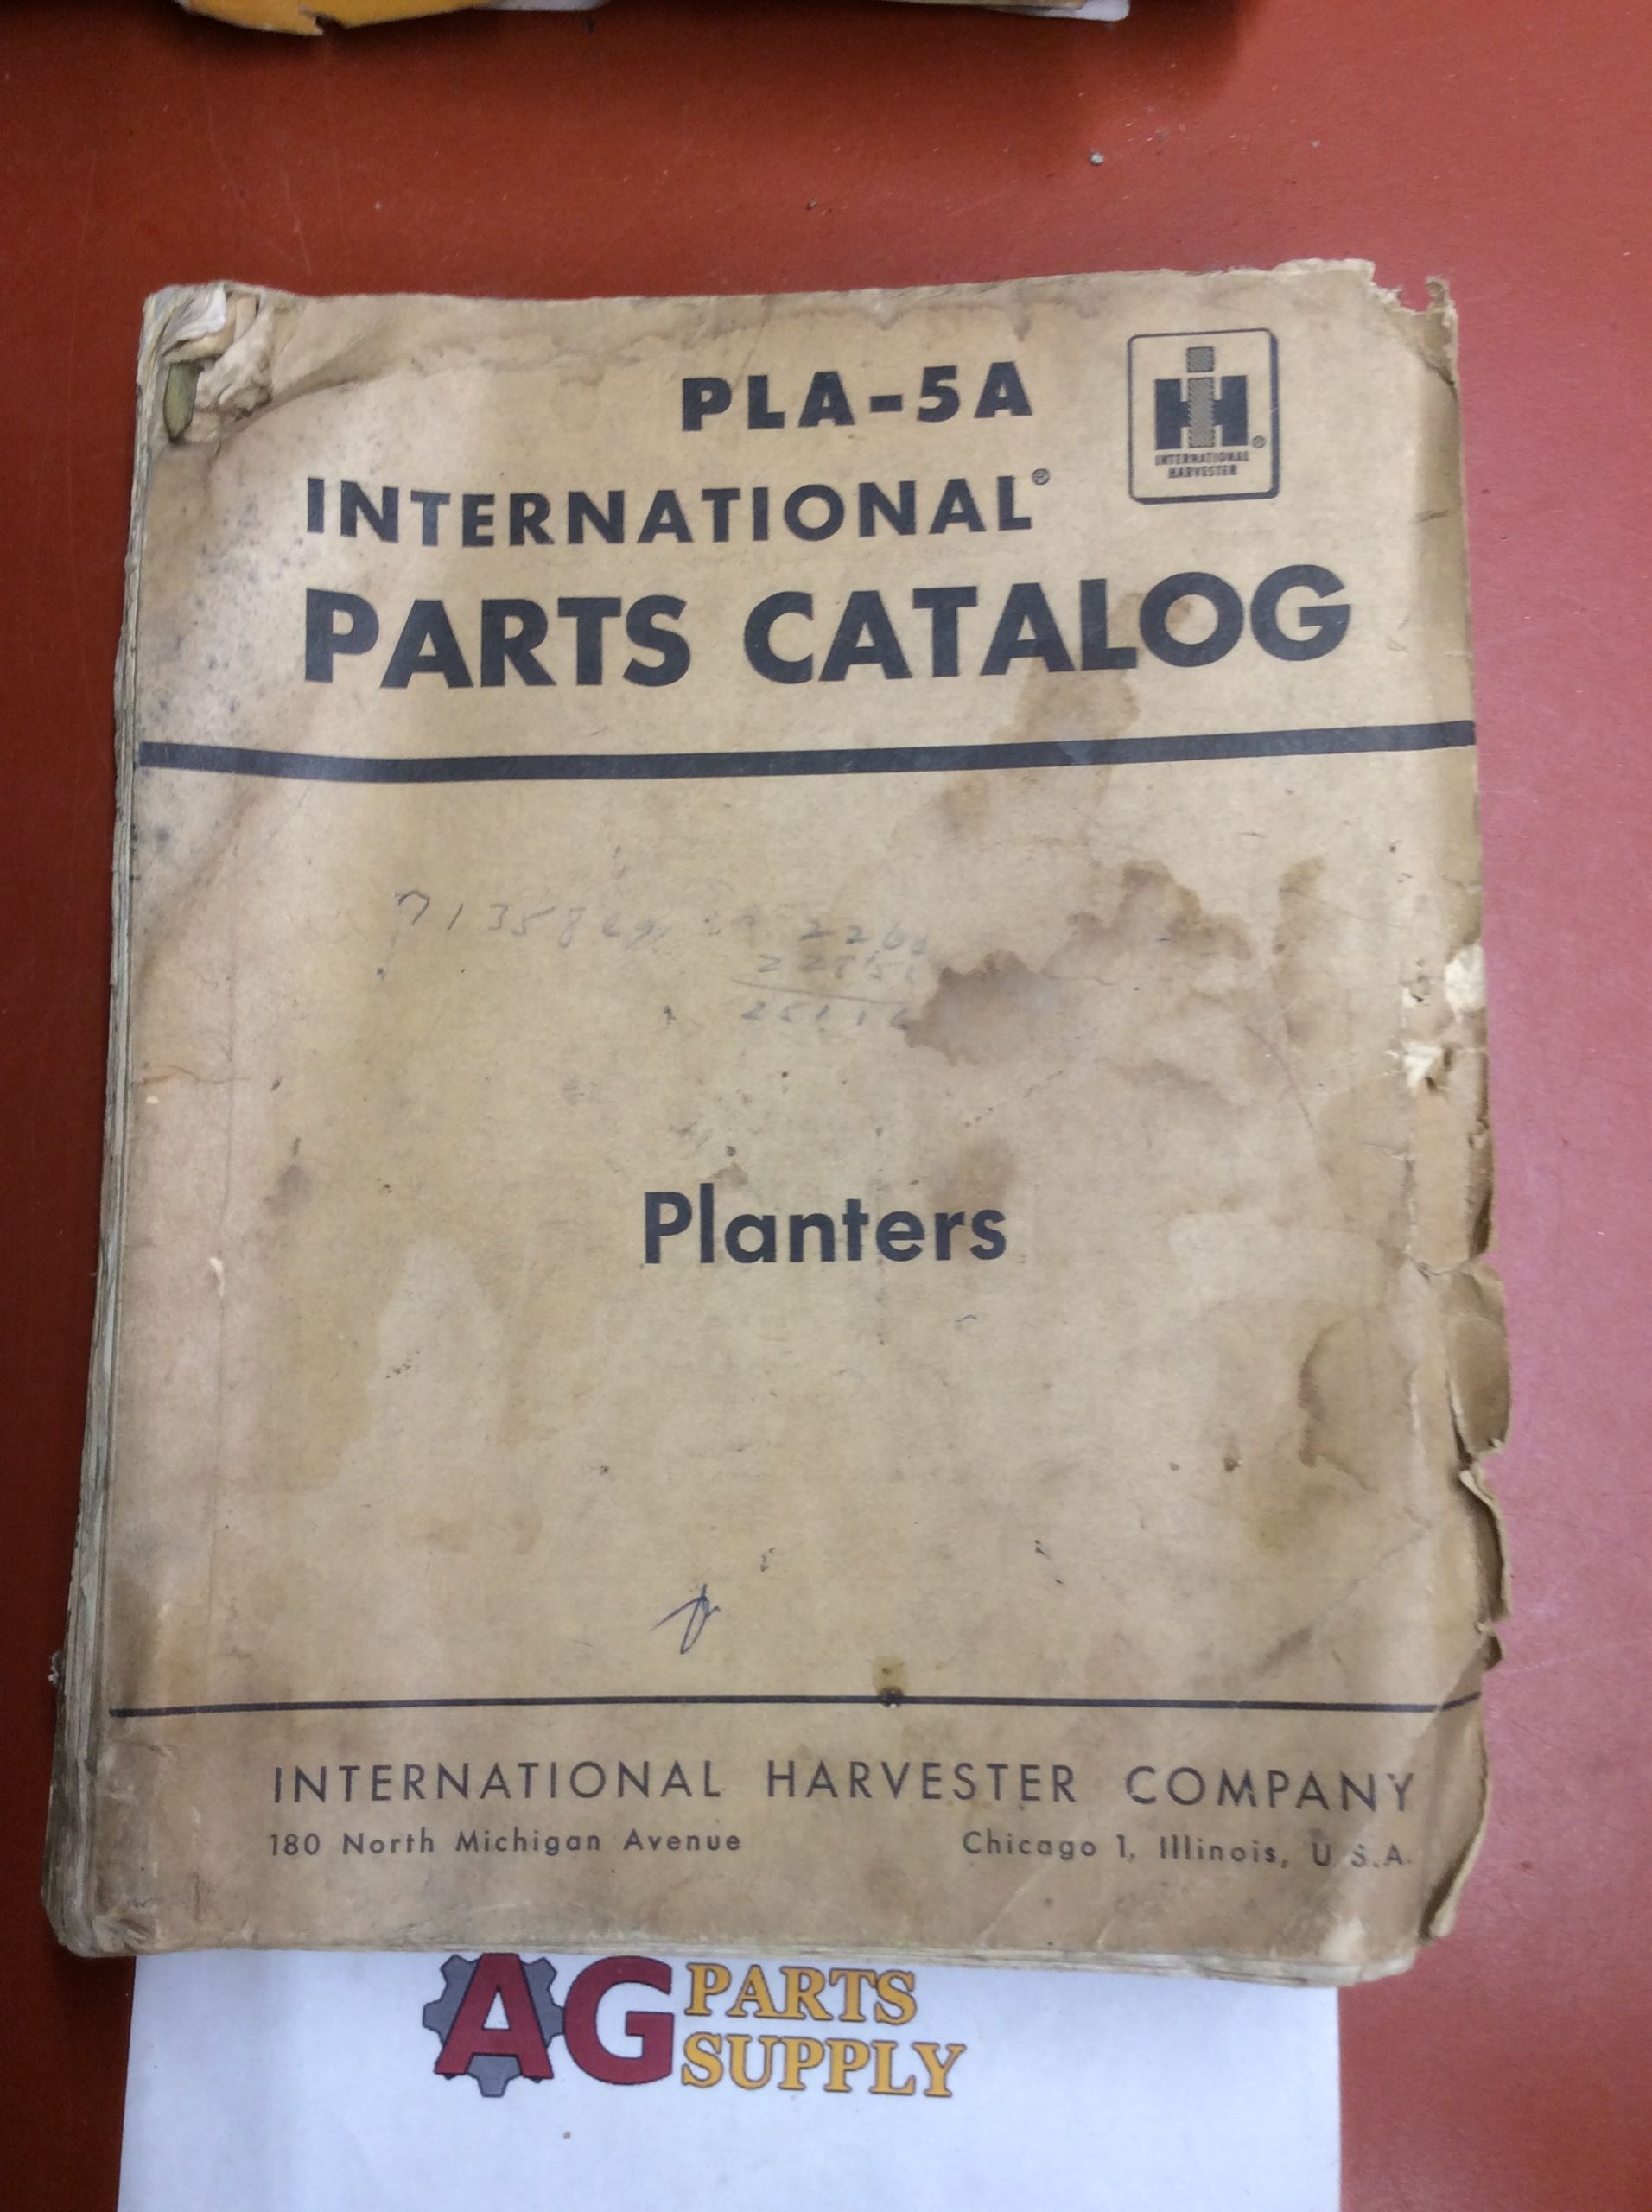 PLA-5A
INTERNATIONAL®
IH®
INTERNATIONAL
HARVESTER
PARTS CATALOG
Planters
INTERNATIONAL HARVESTER COMPANY
180 North Michigan Avenue Chicago 1, Illinois, U.S.A.
AG PARTS
SUPPLY